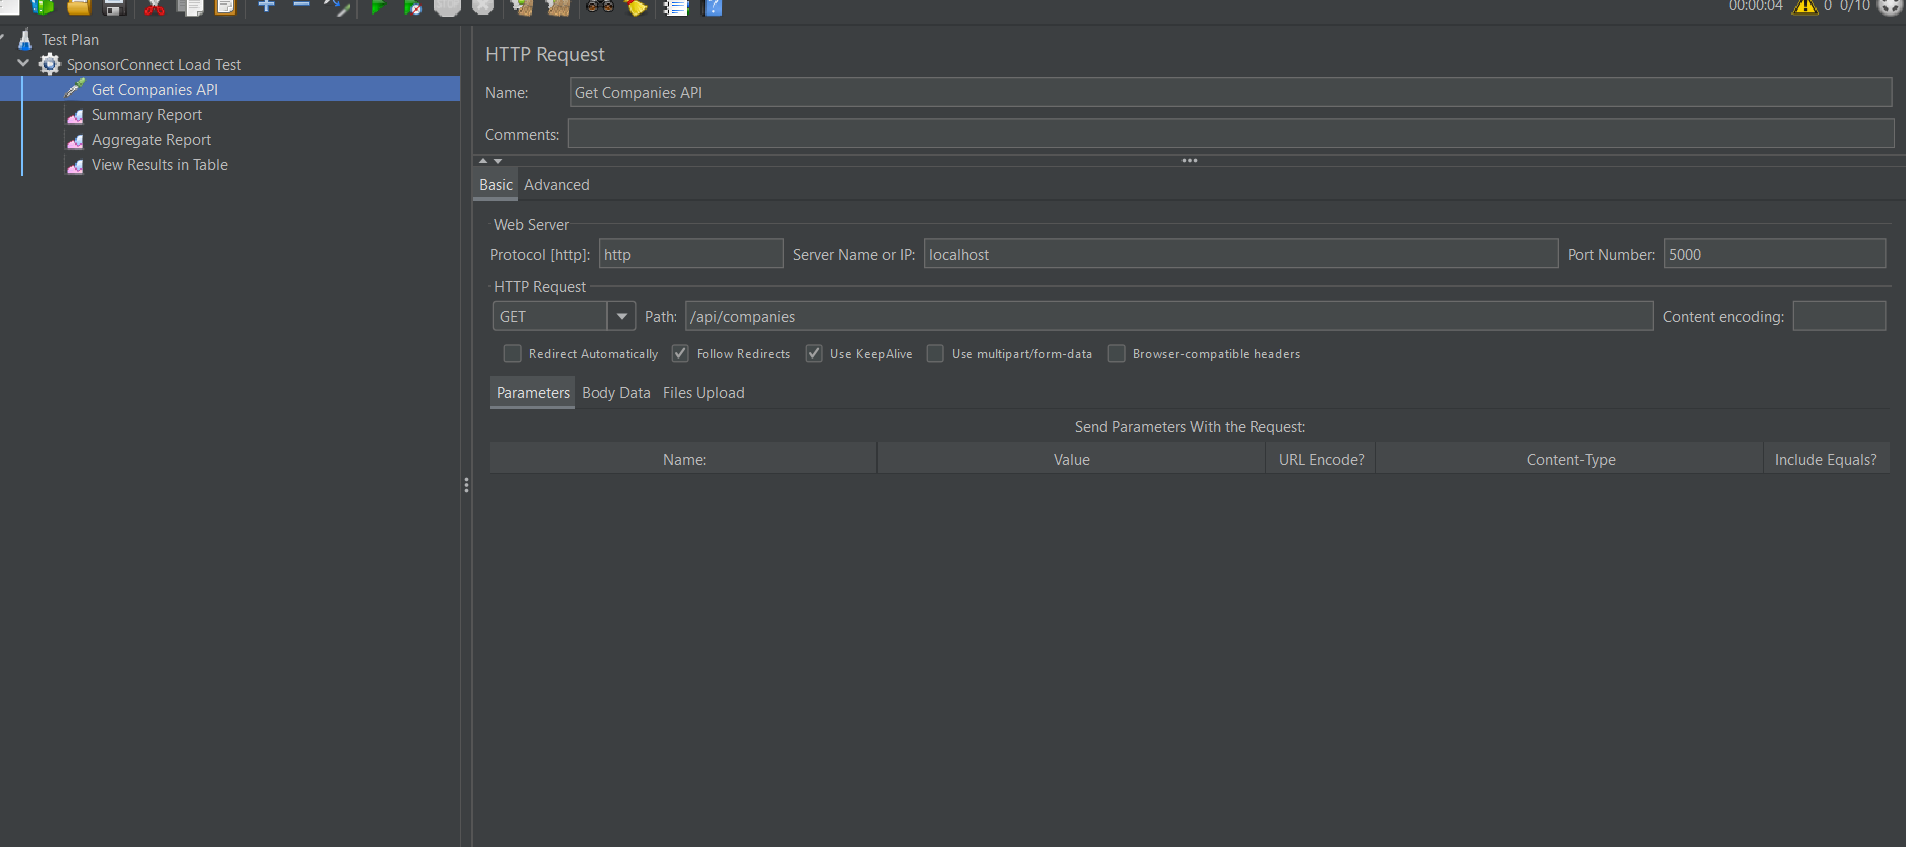 00:00:04 0 0/10
Test Plan
SponsorConnect Load Test
Get Companies API
Summary Report
Aggregate Report
View Results in Table
HTTP Request
Name: Get Companies API
Comments:
Basic Advanced
Web Server
Protocol [http]: http Server Name or IP: localhost Port Number: 5000
HTTP Request
GET Path: /api/companies Content encoding:
Redirect Automatically Follow Redirects Use KeepAlive Use multipart/form-data Browser-compatible headers
Parameters Body Data Files Upload
Send Parameters With the Request:
Name: Value URL Encode? Content-Type Include Equals?